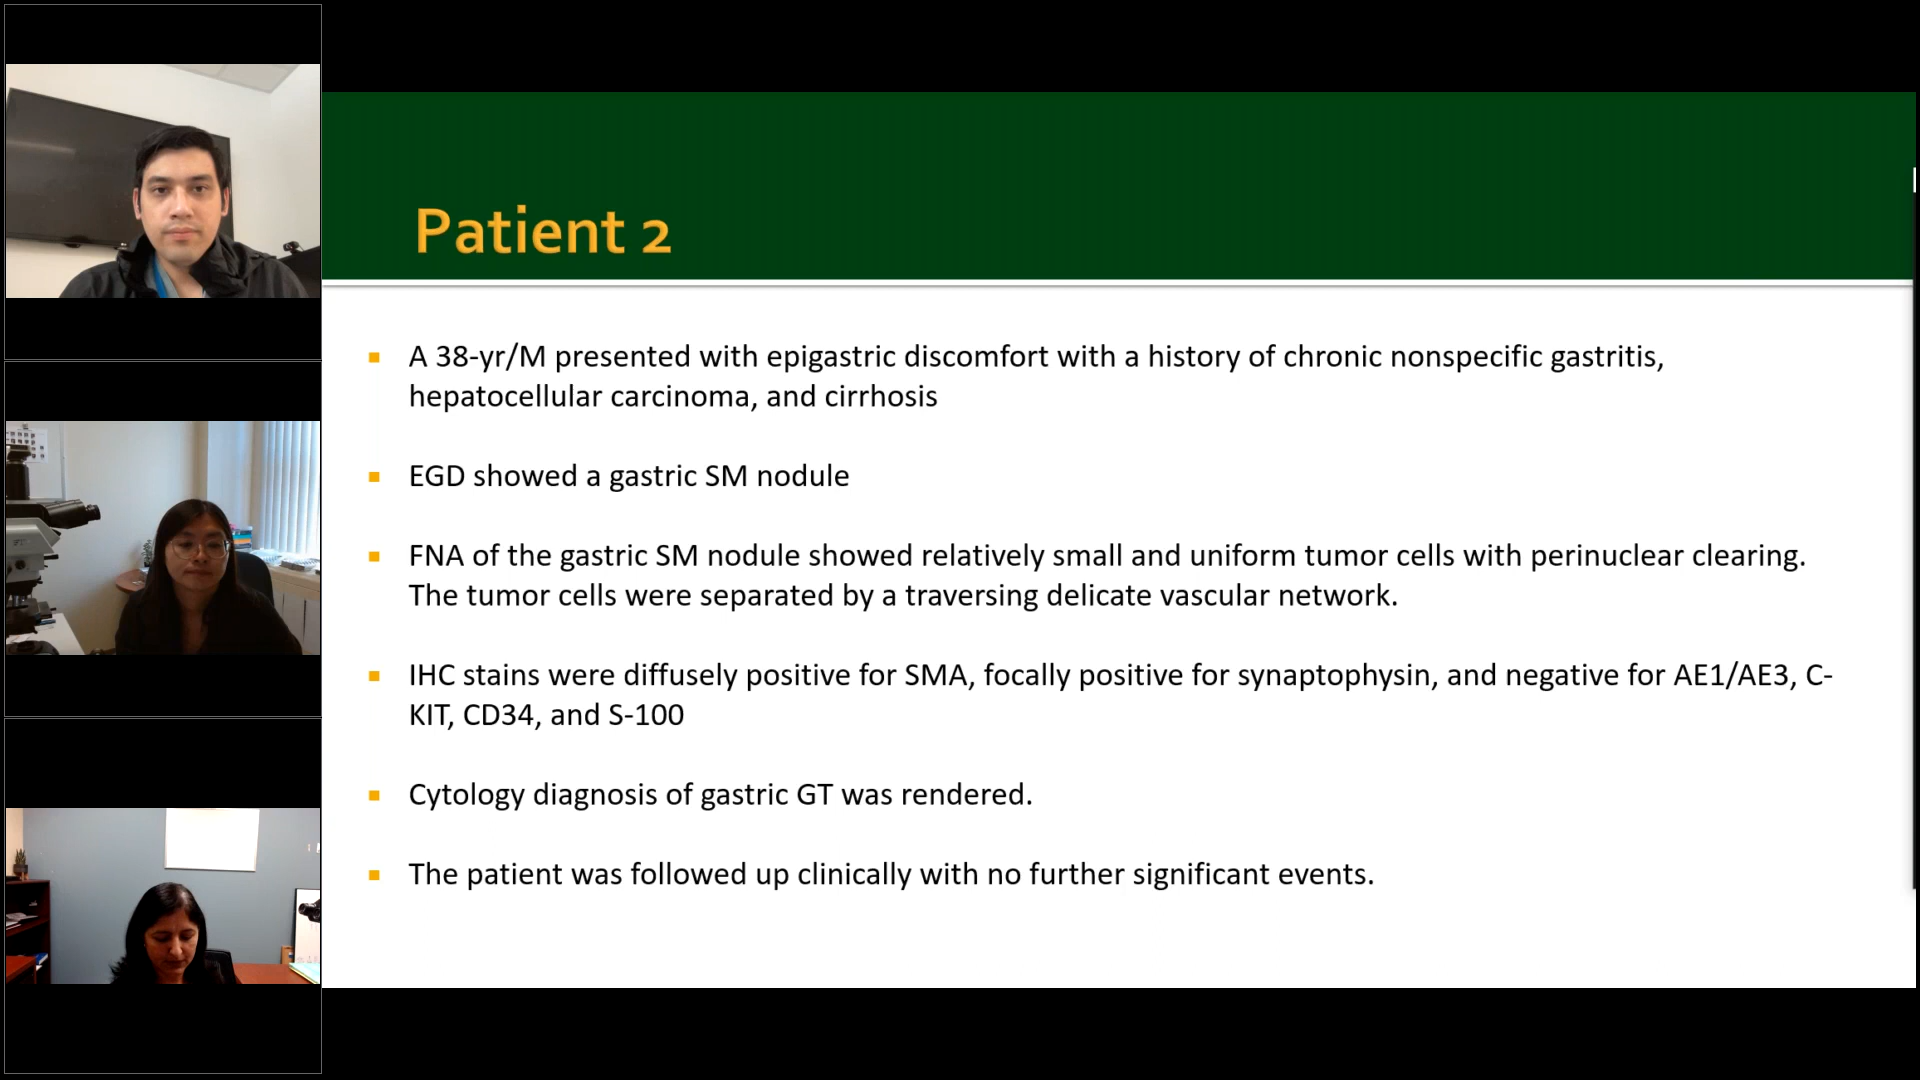 Patient 2
A 38-yr/M presented with epigastric discomfort with a history of chronic nonspecific gastritis,
hepatocellular carcinoma, and cirrhosis
EGD showed a gastric SM nodule
FNA of the gastric SM nodule showed relatively small and uniform tumor cells with perinuclear clearing.
The tumor cells were separated by a traversing delicate vascular network.
IHC stains were diffusely positive for SMA, focally positive for synaptophysin, and negative for AE1/AE3, C-
KIT, CD34, and S-100
Cytology diagnosis of gastric GT was rendered.
The patient was followed up clinically with no further significant events.